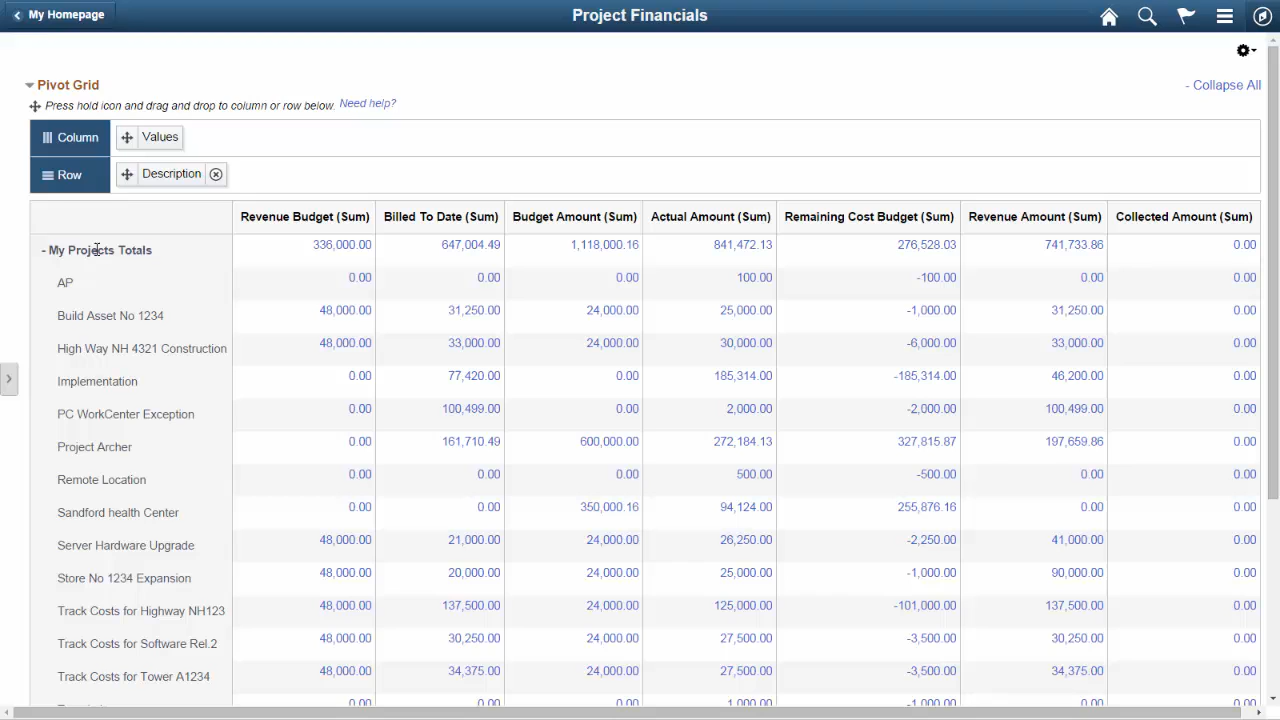 My Homepage
Project Financials
Pivot Grid
- Collapse All
Press hold icon and drag and drop to column or row below. Need help?
Column Values
Row Description
Revenue Budget (Sum) Billed To Date (Sum) Budget Amount (Sum) Actual Amount (Sum) Remaining Cost Budget (Sum) Revenue Amount (Sum) Collected Amount (Sum)
- My Projects Totals 336,000.00 647,004.49 1,118,000.16 841,472.13 276,528.03 741,733.86 0.00
AP 0.00 0.00 0.00 100.00 -100.00 0.00 0.00
Build Asset No 1234 48,000.00 31,250.00 24,000.00 25,000.00 -1,000.00 31,250.00 0.00
High Way NH 4321 Construction 48,000.00 33,000.00 24,000.00 30,000.00 -6,000.00 33,000.00 0.00
Implementation 0.00 77,420.00 0.00 185,314.00 -185,314.00 46,200.00 0.00
PC WorkCenter Exception 0.00 100,499.00 0.00 2,000.00 -2,000.00 100,499.00 0.00
Project Archer 0.00 161,710.49 600,000.00 272,184.13 327,815.87 197,659.86 0.00
Remote Location 0.00 0.00 0.00 500.00 -500.00 0.00 0.00
Sandford health Center 0.00 0.00 350,000.16 94,124.00 255,876.16 0.00 0.00
Server Hardware Upgrade 48,000.00 21,000.00 24,000.00 26,250.00 -2,250.00 41,000.00 0.00
Store No 1234 Expansion 48,000.00 20,000.00 24,000.00 25,000.00 -1,000.00 90,000.00 0.00
Track Costs for Highway NH123 48,000.00 137,500.00 24,000.00 125,000.00 -101,000.00 137,500.00 0.00
Track Costs for Software Rel.2 48,000.00 30,250.00 24,000.00 27,500.00 -3,500.00 30,250.00 0.00
Track Costs for Tower A1234 48,000.00 34,375.00 24,000.00 27,500.00 -3,500.00 34,375.00 0.00
0.00 0.00 0.00 1,000.00 -1,000.00 0.00 0.00